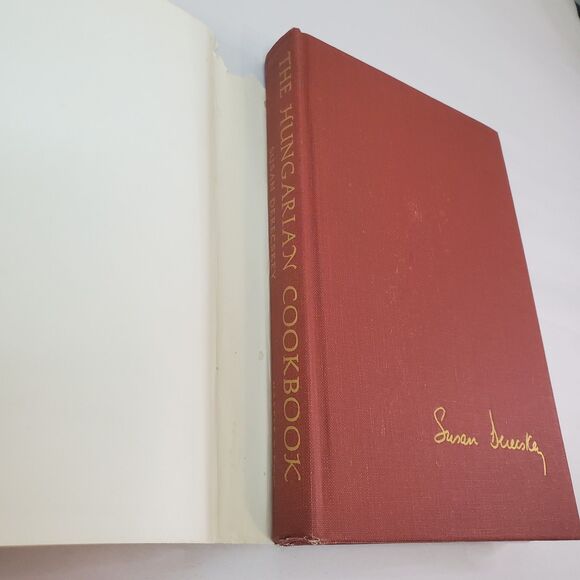 THE HUNGARIAN COOKBOOK
SUSAN DERECSKEY
Susan Derecskey